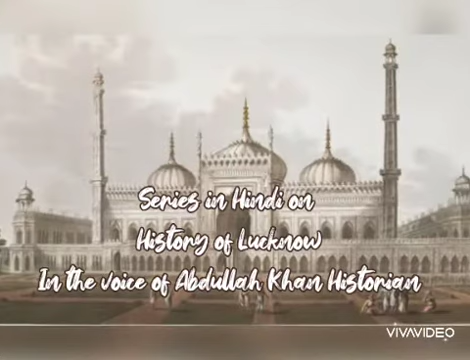 Series in Hindi on
History of Lucknow
In the voice of Abdullah Khan Historian
VIVAVIDEO